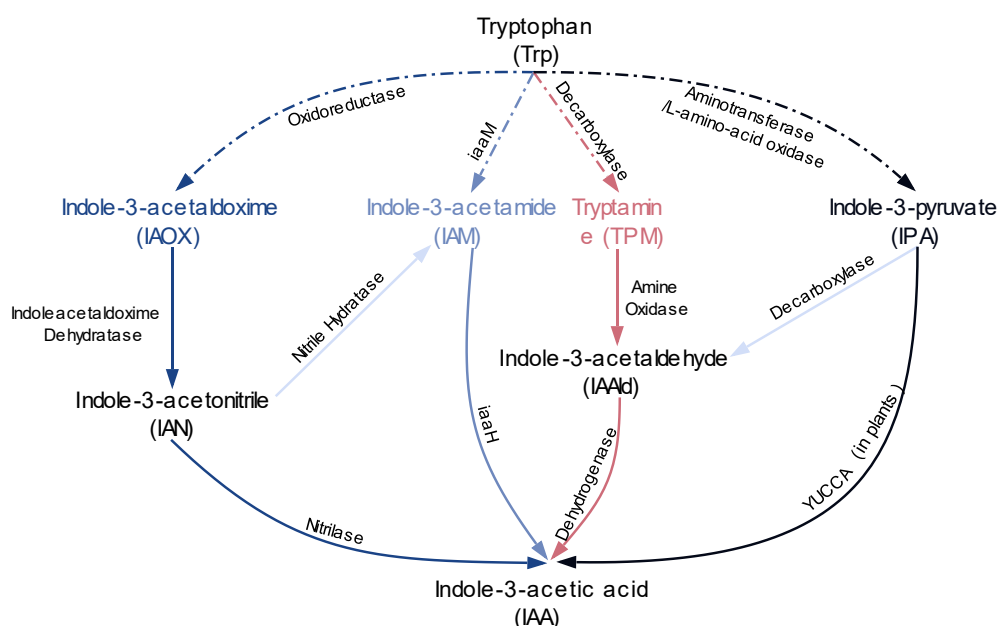 Tryptophan
(Trp)
Oxidoreductase
iaaM
Decarboxylase
Aminotransferase
/L-amino-acid oxidase
Indole-3-acetaldoxime
(IAOX)
Indole-3-acetamide
(IAM)
Tryptamin
e (TPM)
Indole-3-pyruvate
(IPA)
Indoleacetaldoxime
Dehydratase
Nitrile Hydratase
Amine
Oxidase
Decarboxylase
Indole-3-acetaldehyde
(IAAld)
Indole-3-acetonitrile
(IAN)
iaaH
Dehydrogenase
YUCCA (in plants)
Nitrilase
Indole-3-acetic acid
(IAA)